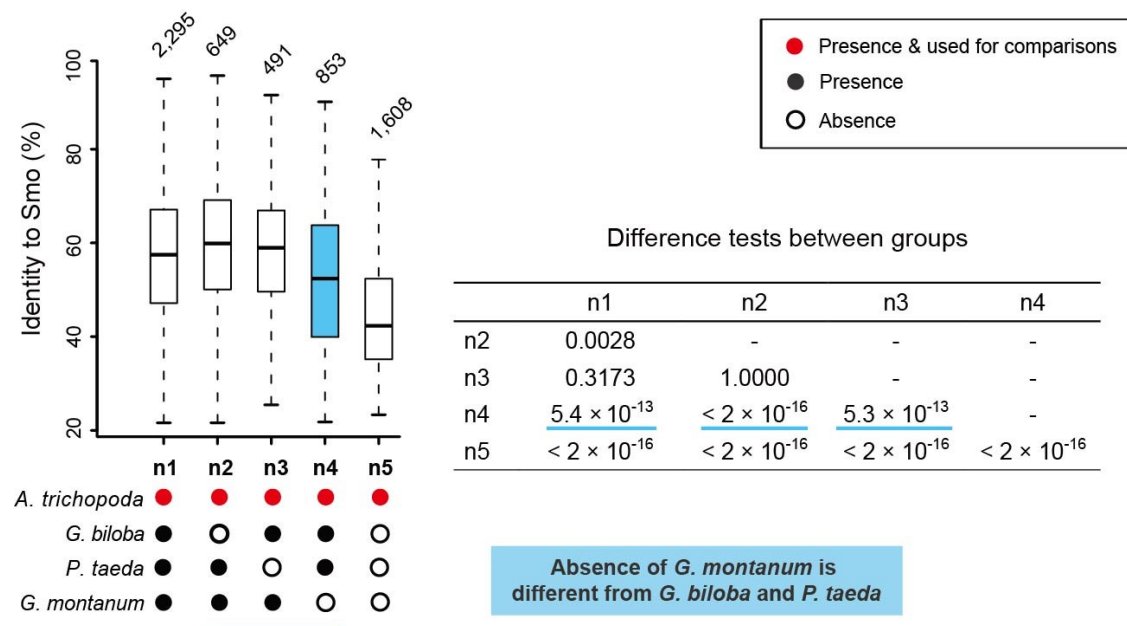 2,295
649
491
853
1,608
Identity to Smo (%)
100
80
60
40
20
n1 n2 n3 n4 n5
A. trichopoda
G. biloba
P. taeda
G. montanum
Presence & used for comparisons
Presence
Absence
Difference tests between groups
n1 n2 n3 n4
n2 0.0028 - - -
n3 0.3173 1.0000 - -
n4 5.4 × 10⁻¹³ < 2 × 10⁻¹⁶ 5.3 × 10⁻¹³ -
n5 < 2 × 10⁻¹⁶ < 2 × 10⁻¹⁶ < 2 × 10⁻¹⁶ < 2 × 10⁻¹⁶
Absence of G. montanum is
different from G. biloba and P. taeda